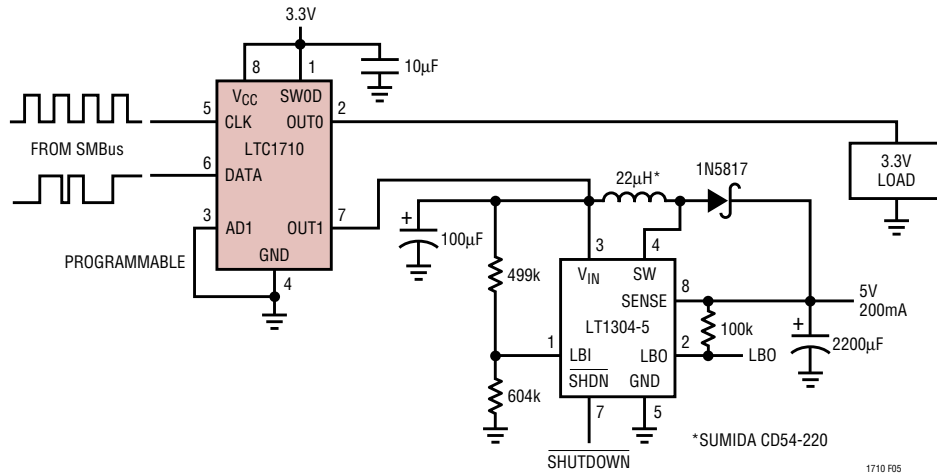 3.3V
10µF
8
1
VCC
SW0D
5
CLK
OUT0
2
LTC1710
FROM SMBus
6
DATA
3
AD1
OUT1
7
PROGRAMMABLE
GND
4
3.3V
LOAD
22µH*
1N5817
+
100µF
499k
604k
3
4
VIN
SW
SENSE
8
LT1304-5
1
LBI
LBO
2
SHDN
GND
7
5
SHUTDOWN
100k
LBO
5V
200mA
+
2200µF
*SUMIDA CD54-220
1710 F05